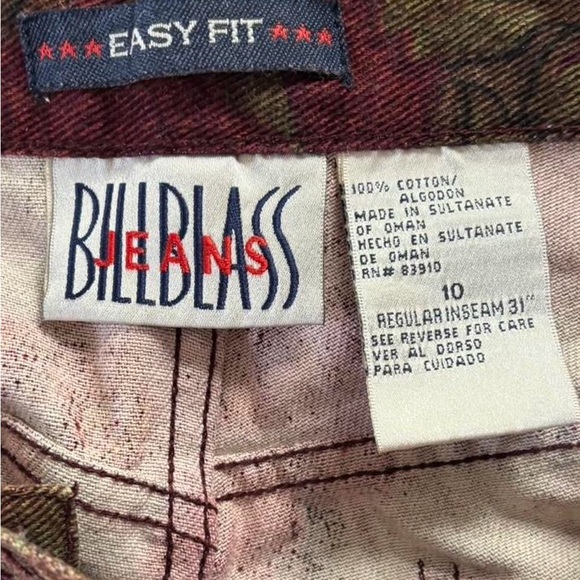 ★★★ EASY FIT ★★★
BILLBLASS
JEANS
100% COTTON/
ALGODON
MADE IN SULTANATE
OF OMAN
HECHO EN SULTANATE
DE OMAN
RN# 83910
10
REGULAR INSEAM 31"
SEE REVERSE FOR CARE
VER AL DORSO
PARA CUIDADO